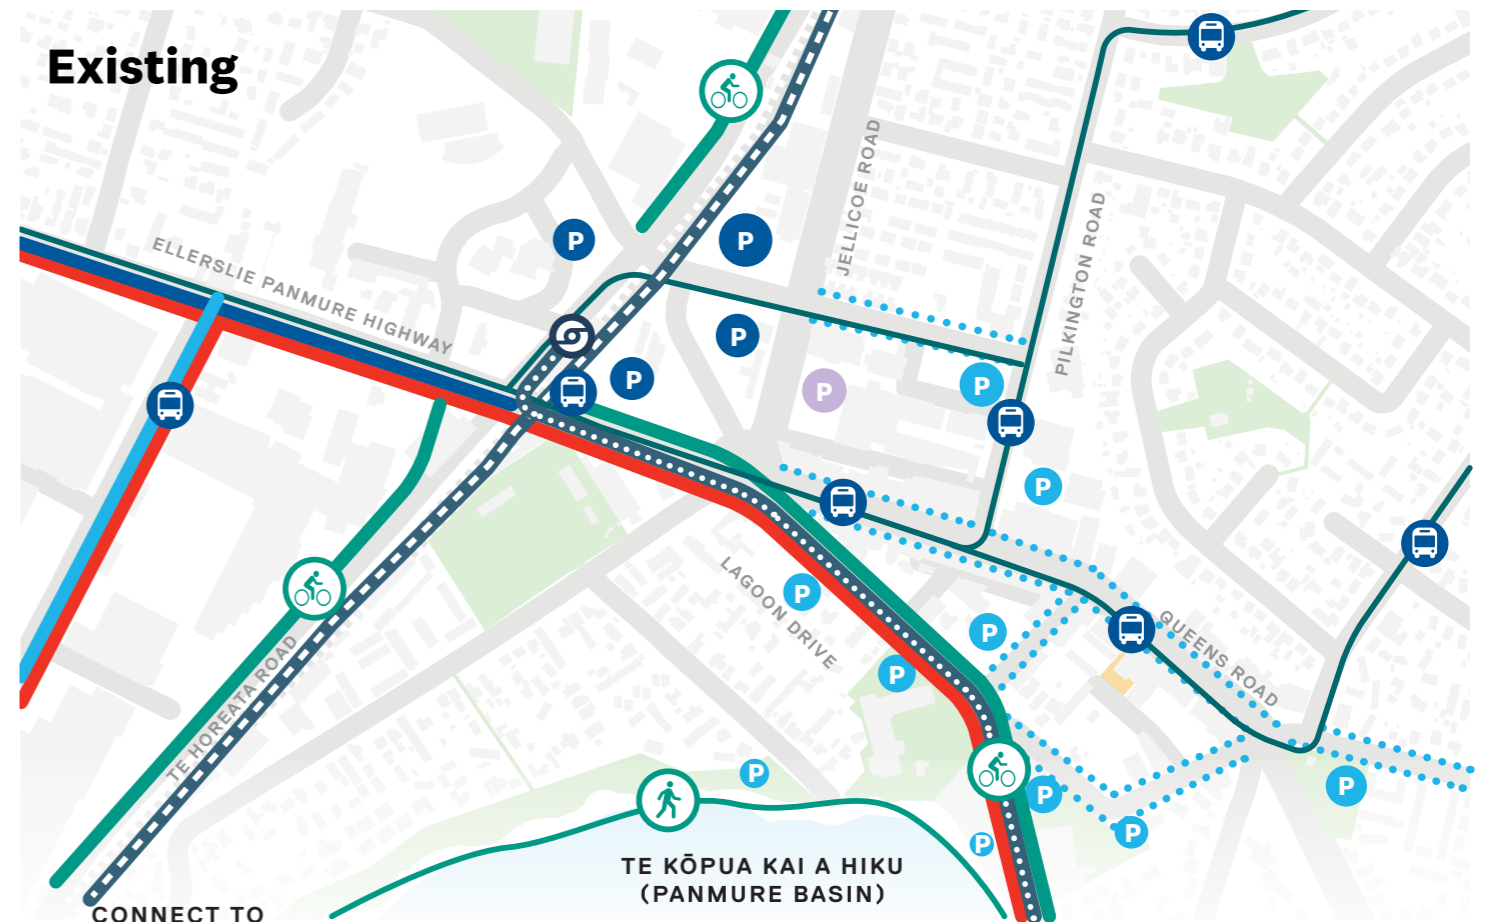 Existing
JELLICOE ROAD
PILKINGTON ROAD
ELLERSLIE PANMURE HIGHWAY
P
P
P
P
P
P
P
P
LAGOON DRIVE
P
P
QUEENS ROAD
TE HOREATA ROAD
P
P
P
P
P
P
TE KŌPUA KAI A HIKU
(PANMURE BASIN)
CONNECT TO